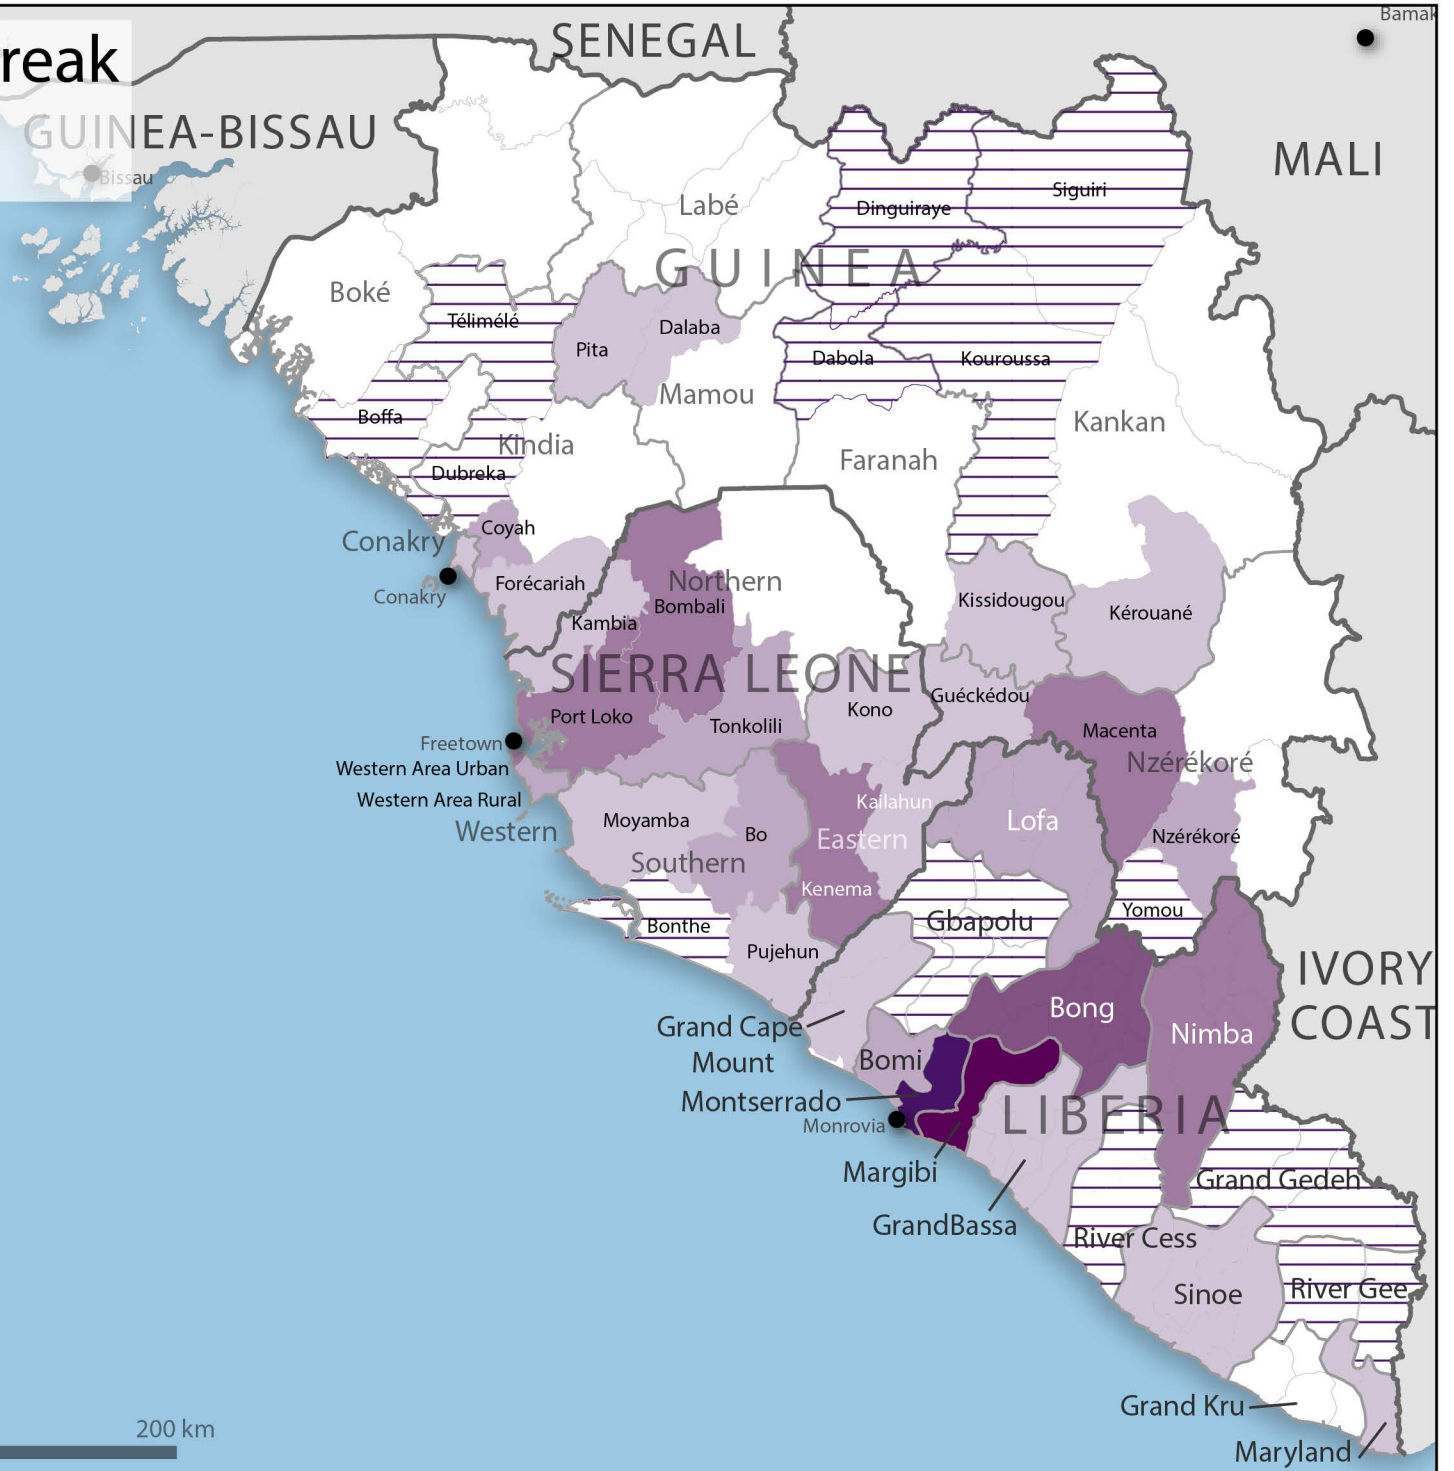 Bamak
SENEGAL
reak
GUINEA-BISSAU
MALI
Bissau
Siguiri
Labé
Dinguiraye
GUINEA
Boké
Télimélé
Dalaba
Pita
Dabola
Kouroussa
Mamou
Boffa
Kankan
Kindia
Faranah
Dubreka
Coyah
Conakry
Northern
Forécariah
Conakry
Kissidougou
Bombali
Kérouané
Kambia
SIERRA LEONE
Guéckédou
Kono
Port Loko
Tonkolili
Macenta
Freetown
Nzérékoré
Western Area Urban
Western Area Rural
Kailahun
Moyamba
Lofa
Western
Bo
Eastern
Nzérékoré
Southern
Kenema
Yomou
Gbapolu
Bonthe
Pujehun
IVORY
COAST
Bong
Grand Cape
Mount
Nimba
Bomi
Montserrado
LIBERIA
Monrovia
Margibi
Grand Gedeh
GrandBassa
River Cess
Sinoe
River Gee
Grand Kru
200 km
Maryland